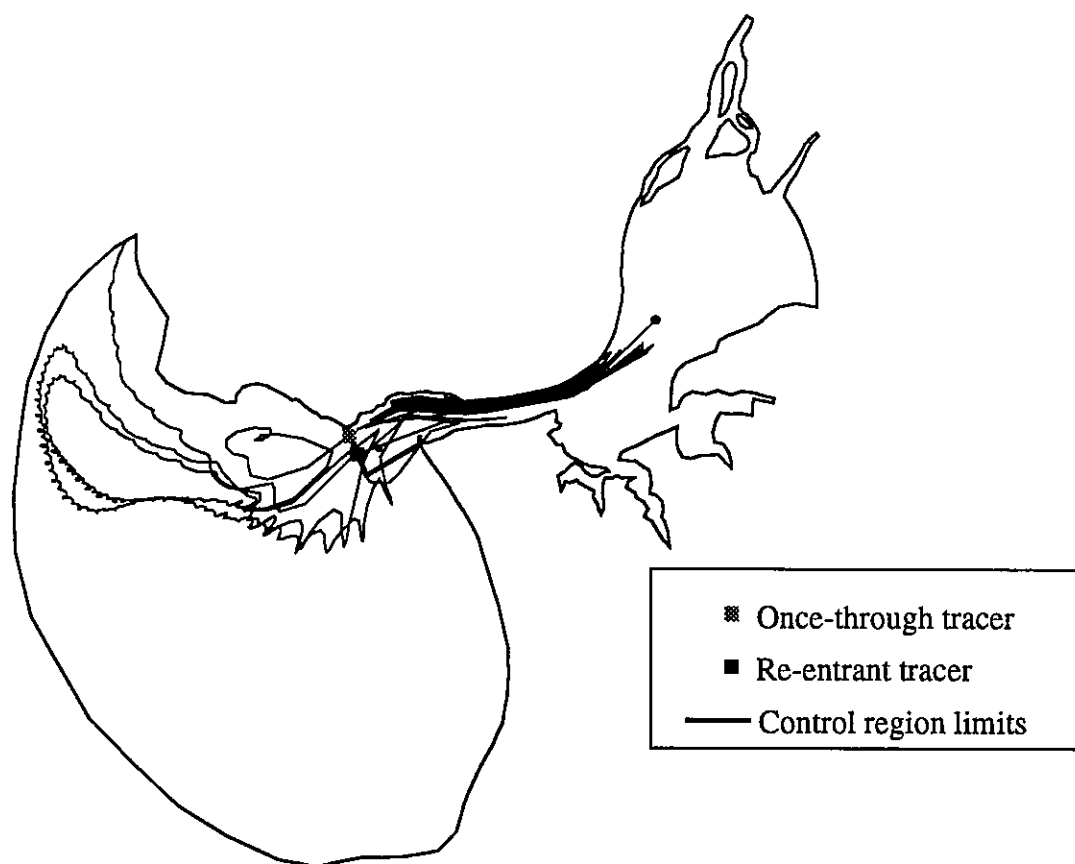 Once-through tracer
Re-entrant tracer
Control region limits